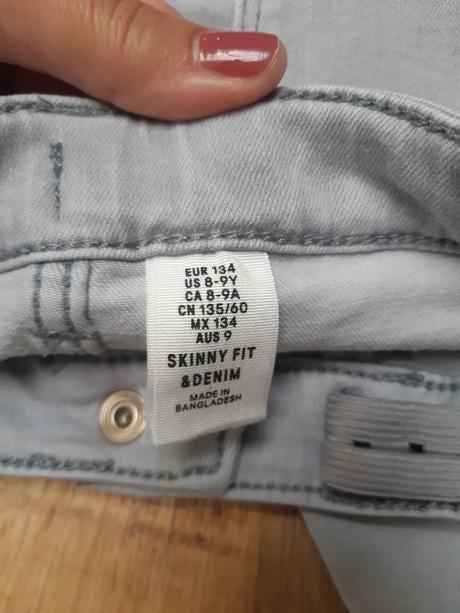 EUR 134
US 8-9Y
CA 8-9A
CN 135/60
MX 134
AUS 9
SKINNY FIT
&DENIM
MADE IN
BANGLADESH